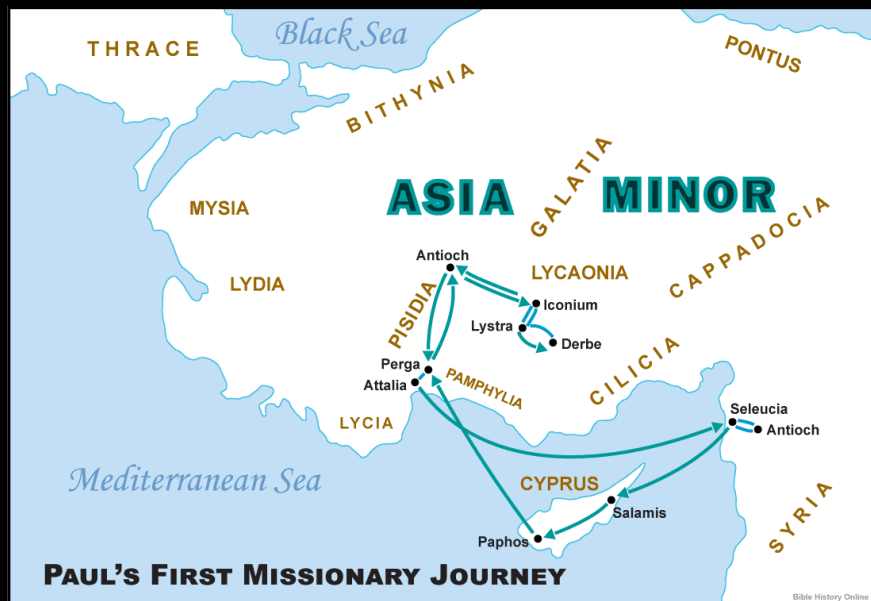 Black Sea
THRACE
PONTUS
BITHYNIA
GALATIA
ASIA MINOR
MYSIA
CAPPADOCIA
Antioch
LYCAONIA
LYDIA
PISIDIA
Iconium
Lystra
Derbe
Perga
PAMPHYLIA
CILICIA
Attalia
LYCIA
Seleucia
Antioch
Mediterranean Sea
CYPRUS
Salamis
SYRIA
Paphos
PAUL'S FIRST MISSIONARY JOURNEY
Bible History Online